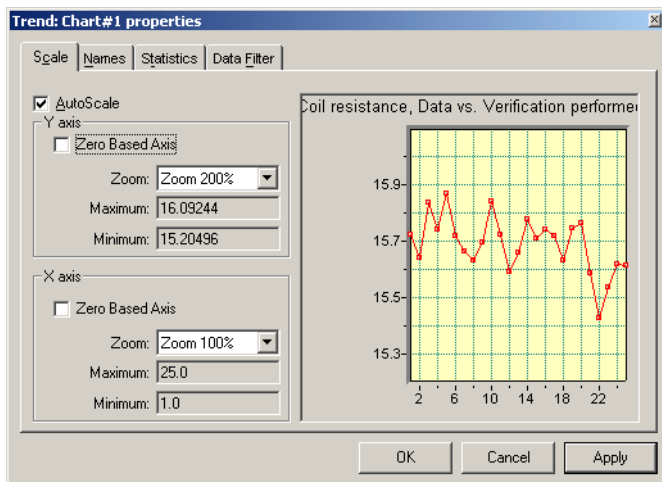 Trend: Chart#1 properties
Scale Names Statistics Data Filter
AutoScale
Y axis
Zero Based Axis
Zoom: Zoom 200%
Maximum: 16.09244
Minimum: 15.20496
X axis
Zero Based Axis
Zoom: Zoom 100%
Maximum: 25.0
Minimum: 1.0
Coil resistance, Data vs. Verification performe
15.9
15.7
15.5
15.3
2 6 10 14 18 22
OK Cancel Apply